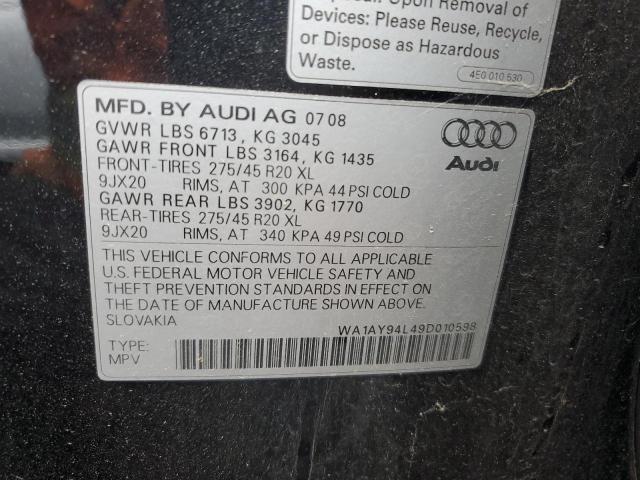 Upon Removal of
Devices: Please Reuse, Recycle,
or Dispose as Hazardous
Waste.
4E0 010 530
MFD. BY AUDI AG 07 08
GVWR LBS 6713, KG 3045
GAWR FRONT LBS 3164, KG 1435
FRONT-TIRES 275/45 R20 XL
9JX20 RIMS, AT 300 KPA 44 PSI COLD
GAWR REAR LBS 3902, KG 1770
REAR-TIRES 275/45 R20 XL
9JX20 RIMS, AT 340 KPA 49 PSI COLD
Audi
THIS VEHICLE CONFORMS TO ALL APPLICABLE
U.S. FEDERAL MOTOR VEHICLE SAFETY AND
THEFT PREVENTION STANDARDS IN EFFECT ON
THE DATE OF MANUFACTURE SHOWN ABOVE.
SLOVAKIA
WA1AY94L49D010598
TYPE:
MPV